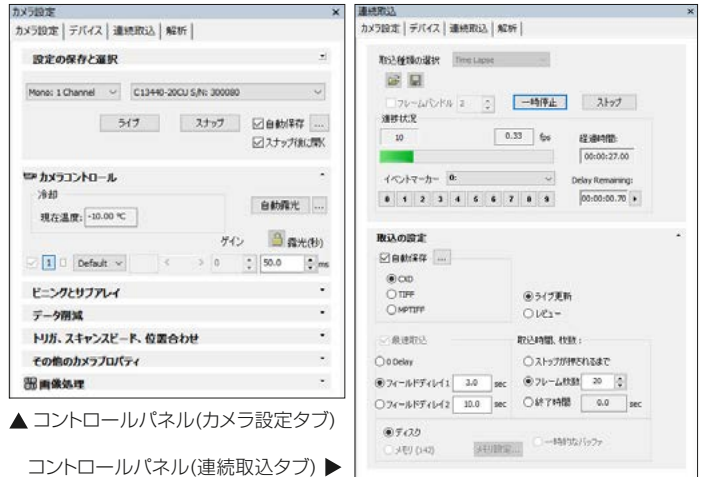 カメラ設定
カメラ設定 デバイス 連続取込 解析
設定の保存と選択
Mono: 1 Channel C13440-20CU S/N: 300080
ライブ スナップ 自動保存 ...
スナップ後に開く
カメラコントロール
冷却
現在温度: -10.00 ℃
自動露光 ...
ゲイン 露光(秒)
1 Default < > 0 50.0 ms
ビニングとサブアレイ
データ削減
トリガ、スキャンスピード、位置合わせ
その他のカメラプロパティ
画像処理
▲ コントロールパネル(カメラ設定タブ)
コントロールパネル(連続取込タブ) ▶
連続取込
カメラ設定 デバイス 連続取込 解析
取込種類の選択 Time Lapse
フレームバンドル 2 一時停止 ストップ
進捗状況
10 0.33 fps 経過時間:
00:00:27.00
イベントマーカー 0: Delay Remaining:
0 1 2 3 4 5 6 7 8 9 00:00:00.70
取込の設定
自動保存 ...
CXD
TIFF ライブ更新
MPTIFF レビュー
最速取込 取込時間、枚数:
0 Delay ストップが押されるまで
フィールドディレイ1 3.0 sec フレーム枚数 20
フィールドディレイ2 10.0 sec 終了時間 0.0 sec
ディスク
メモリ (142) メモリ設定... 一時的なバッファ